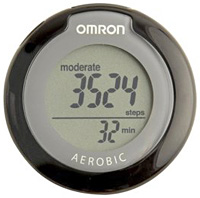 OMRON
moderate
3524
steps
32 min
AEROBIC